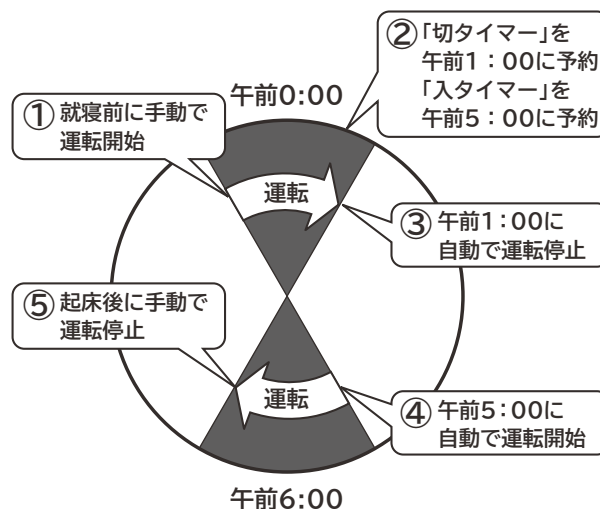 午前0:00
① 就寝前に手動で
運転開始
②「切タイマー」を
午前1:00に予約
「入タイマー」を
午前5:00に予約
運転
③ 午前1:00に
自動で運転停止
④ 午前5:00に
自動で運転開始
運転
⑤ 起床後に手動で
運転停止
午前6:00